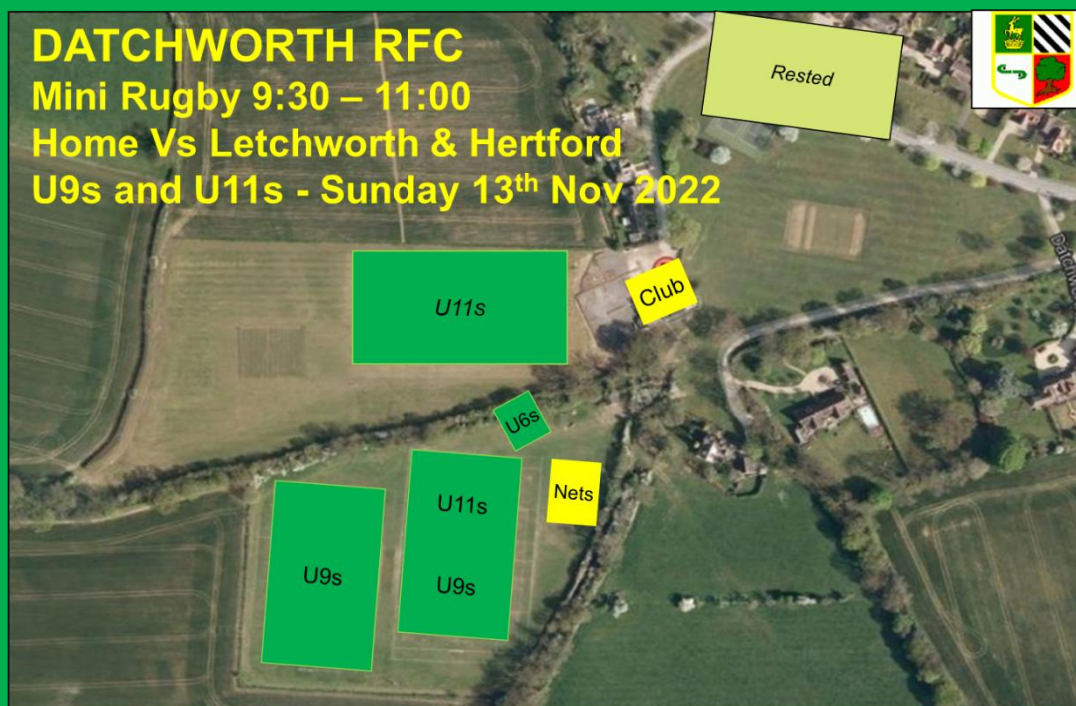 DATCHWORTH RFC
Mini Rugby 9:30 – 11:00
Home Vs Letchworth & Hertford
U9s and U11s - Sunday 13th Nov 2022
Rested
Club
U11s
U6s
Nets
U11s
U9s
U9s